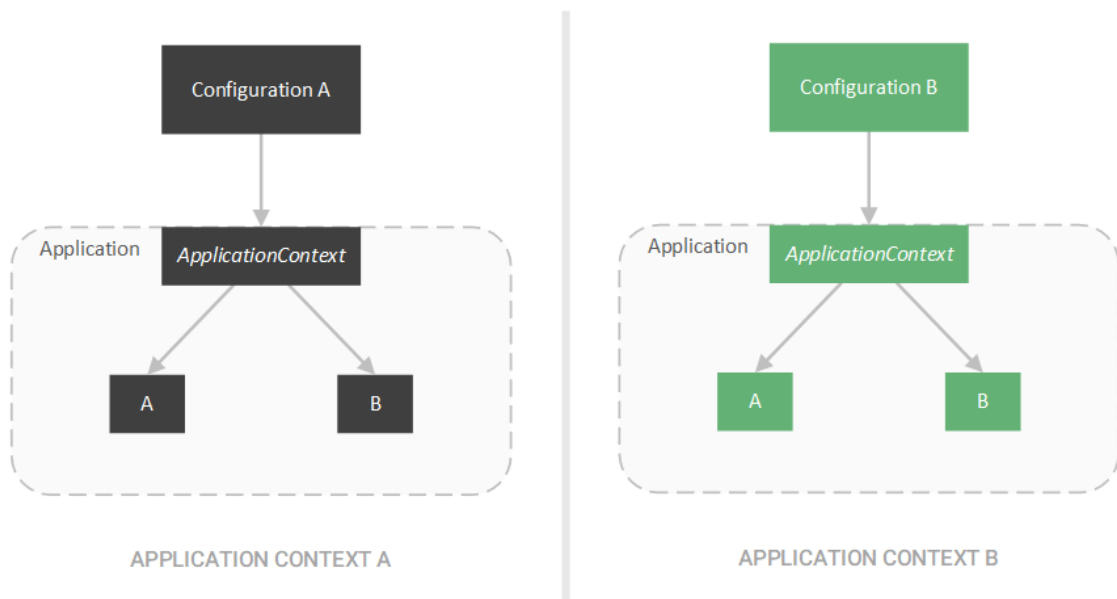 Configuration A
Application
ApplicationContext
A
B
APPLICATION CONTEXT A
Configuration B
Application
ApplicationContext
A
B
APPLICATION CONTEXT B